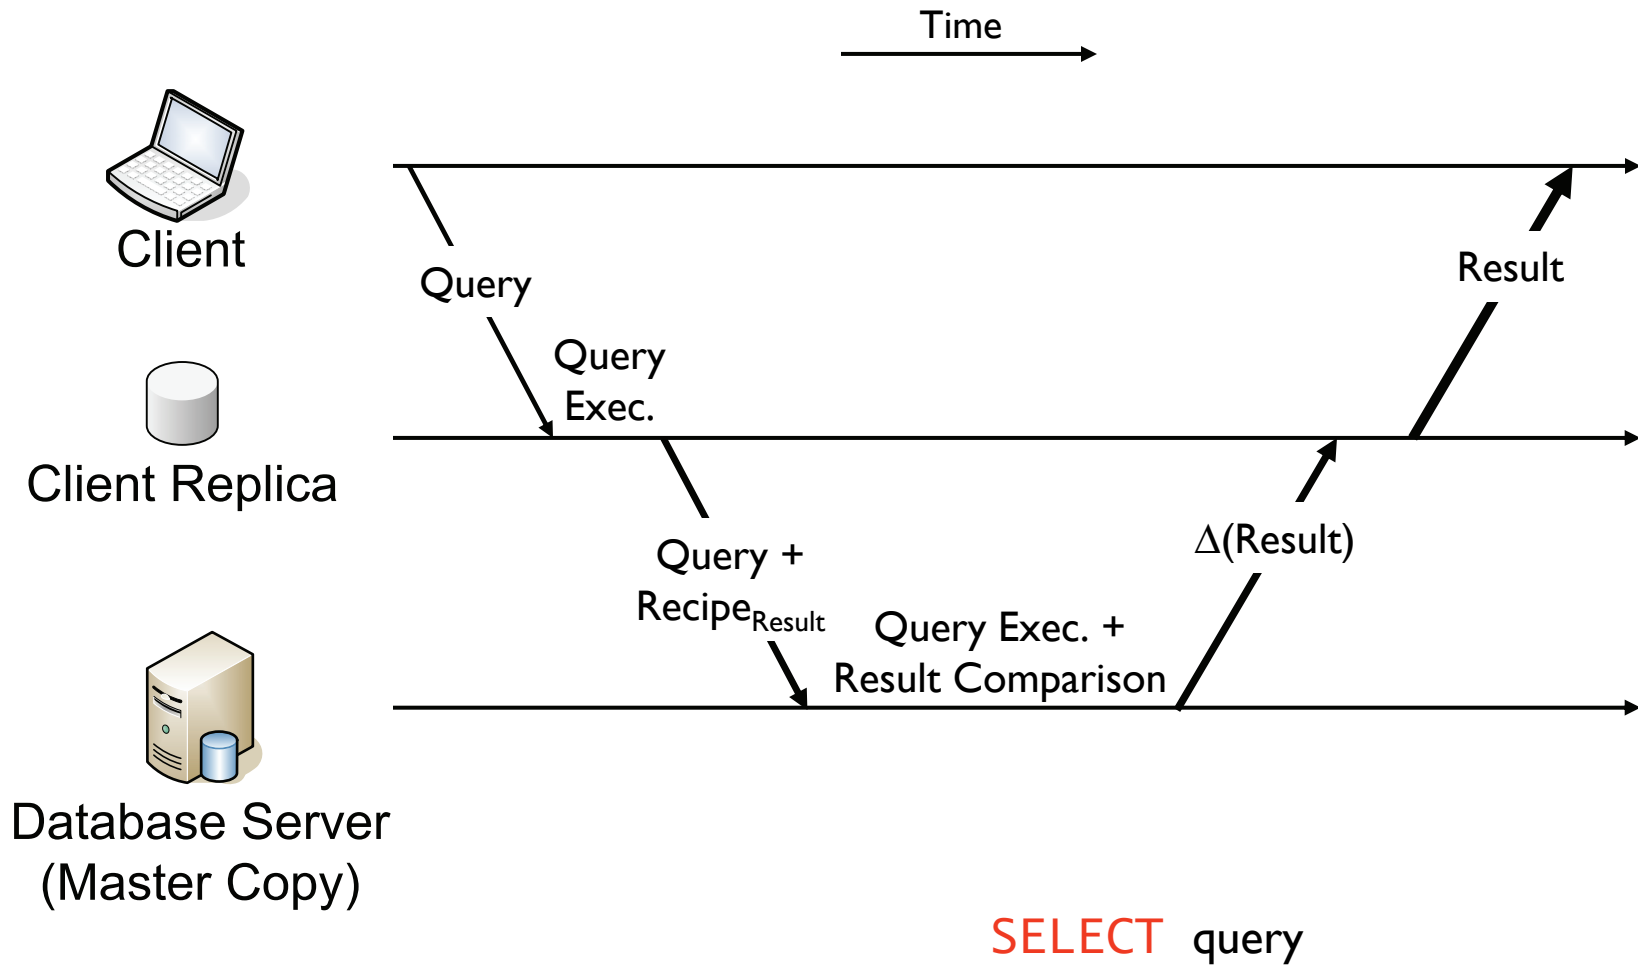 Time
Client
Query
Result
Query
Exec.
Client Replica
Query +
Recipe_Result
Δ(Result)
Query Exec. +
Result Comparison
Database Server
(Master Copy)
SELECT query